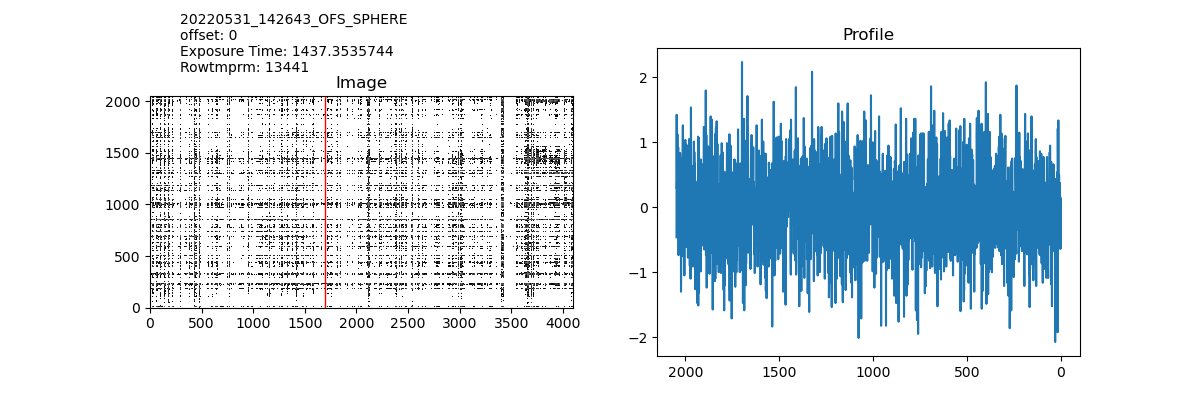 20220531_142643_OFS_SPHERE
offset: 0
Exposure Time: 1437.3535744
Rowtmprm: 13441
Image
2000
1500
1000
500
0
0 500 1000 1500 2000 2500 3000 3500 4000
Profile
2
1
0
−1
−2
2000 1500 1000 500 0